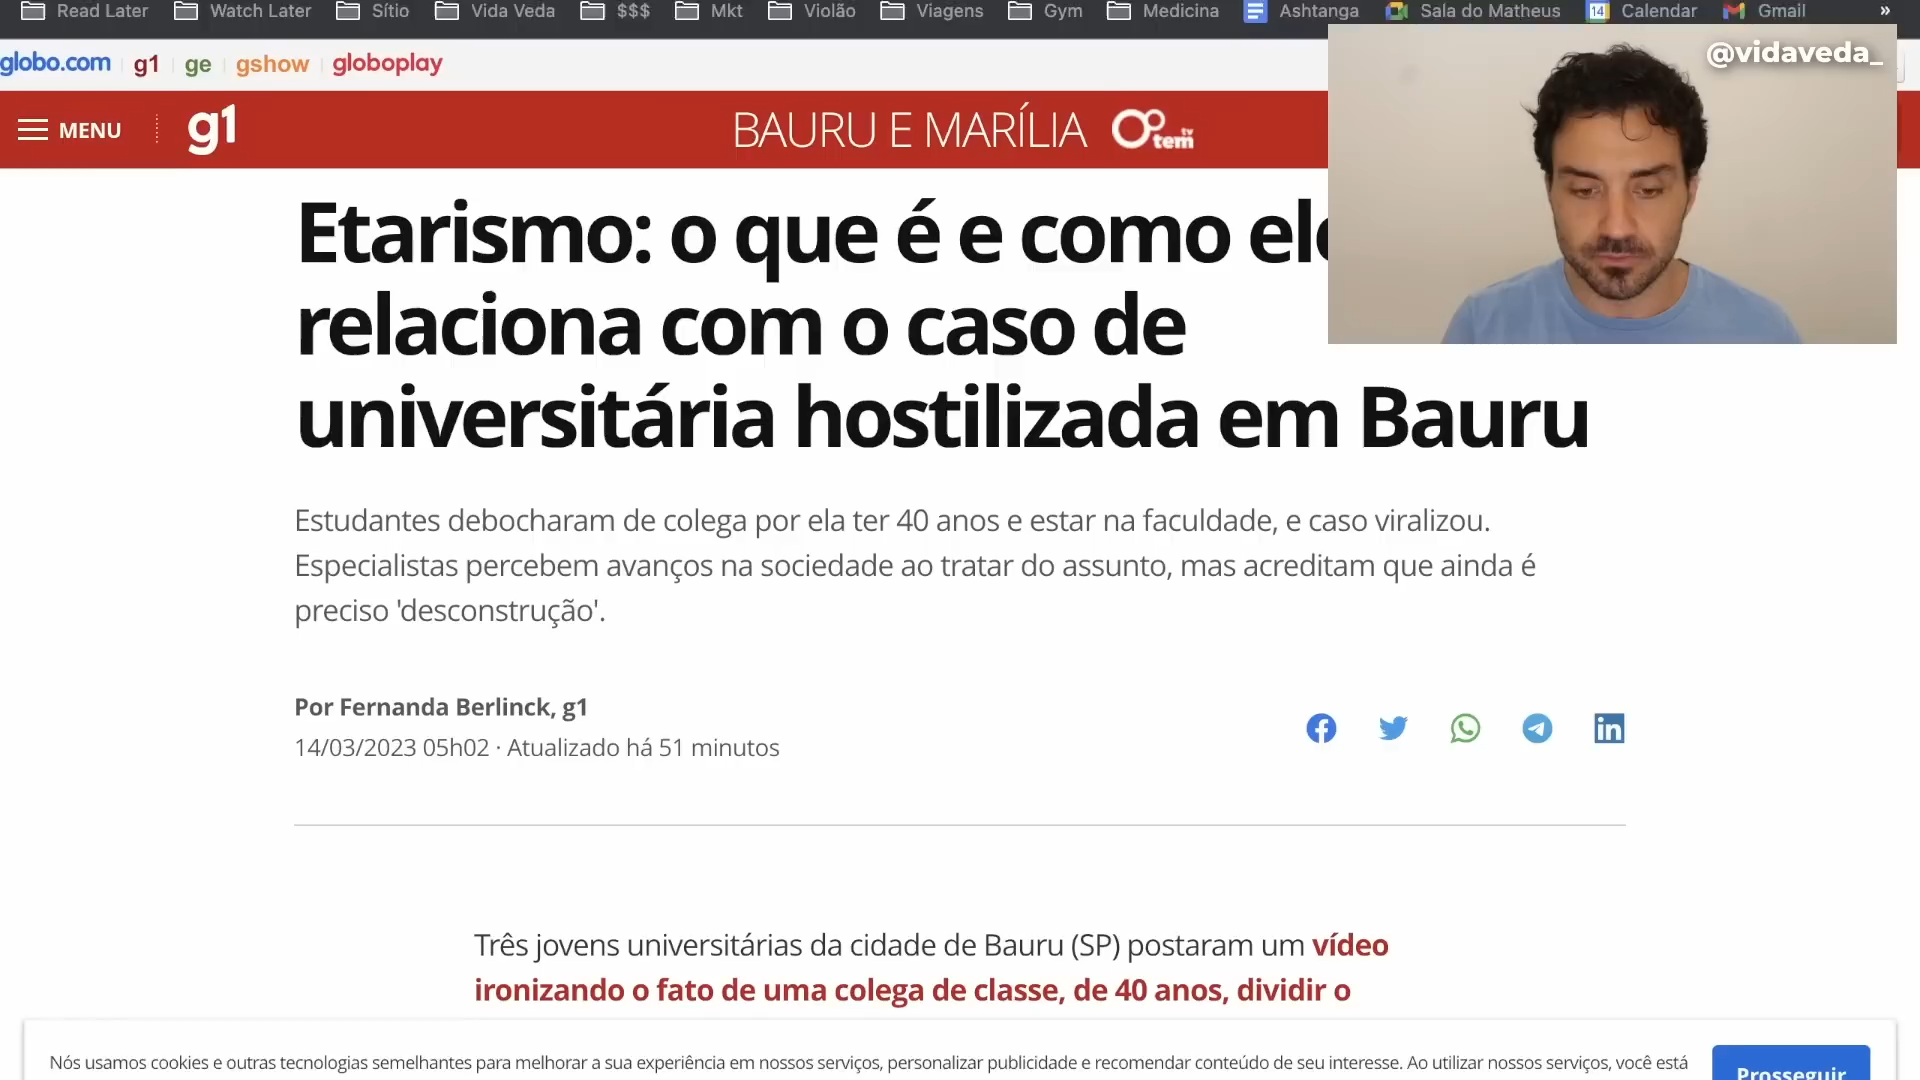 Read Later Watch Later Sítio Vida Veda $$$ Mkt Violão Viagens Gym Medicina Ashtanga Sala do Matheus 14 Calendar Gmail »
globo.com g1 ge gshow globoplay
@vidaveda_
MENU g1 BAURU E MARÍLIA tv tem
Etarismo: o que é e como
relaciona com o caso de
universitária hostilizada em Bauru
Estudantes debocharam de colega por ela ter 40 anos e estar na faculdade, e caso viralizou.
Especialistas percebem avanços na sociedade ao tratar do assunto, mas acreditam que ainda é
preciso 'desconstrução'.
Por Fernanda Berlinck, g1
14/03/2023 05h02 · Atualizado há 51 minutos
in
Três jovens universitárias da cidade de Bauru (SP) postaram um vídeo
ironizando o fato de uma colega de classe, de 40 anos, dividir o
Nós usamos cookies e outras tecnologias semelhantes para melhorar a sua experiência em nossos serviços, personalizar publicidade e recomendar conteúdo de seu interesse. Ao utilizar nossos serviços, você está
Prosseguir